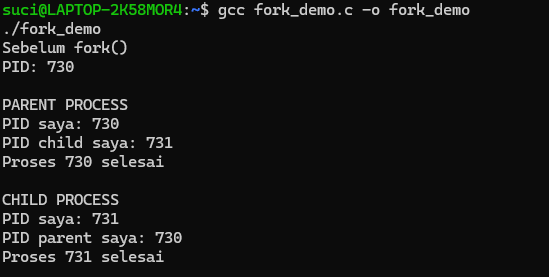 suci@LAPTOP-2K58MOR4:~$ gcc fork_demo.c -o fork_demo
./fork_demo
Sebelum fork()
PID: 730
PARENT PROCESS
PID saya: 730
PID child saya: 731
Proses 730 selesai
CHILD PROCESS
PID saya: 731
PID parent saya: 730
Proses 731 selesai